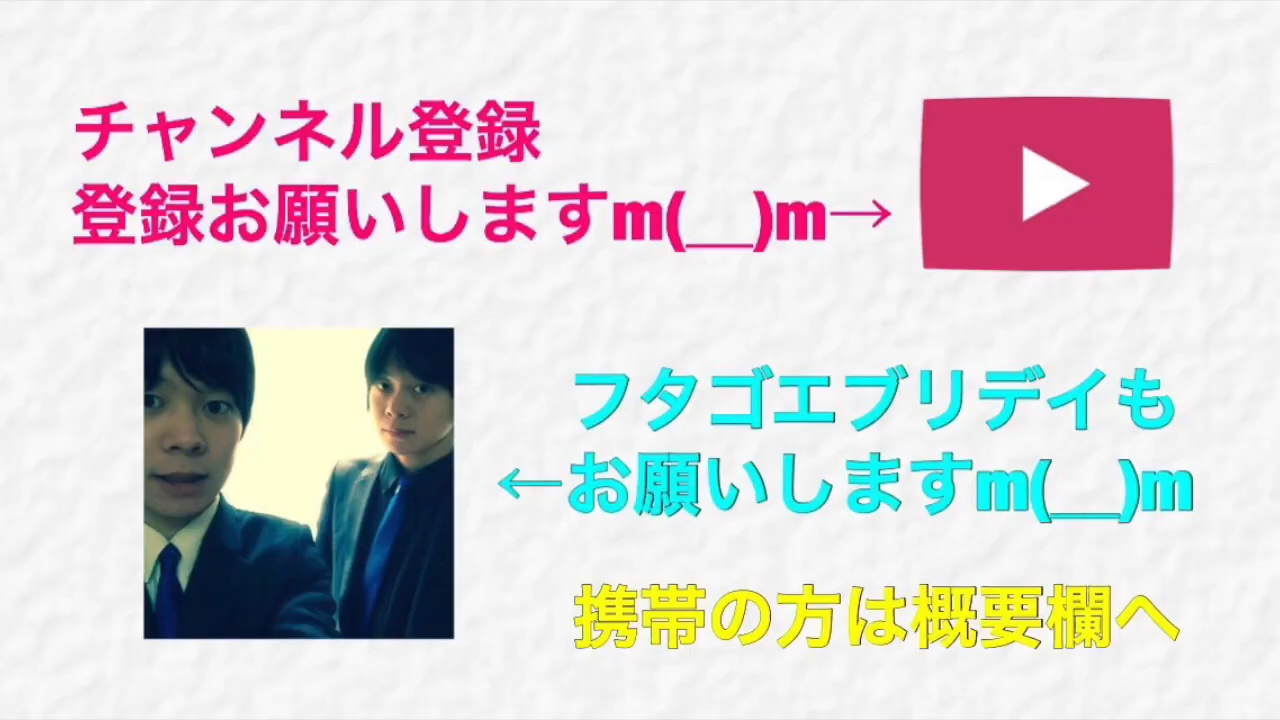 チャンネル登録
登録お願いしますm(__)m→
フタゴエブリデイも
←お願いしますm(__)m
携帯の方は概要欄へ